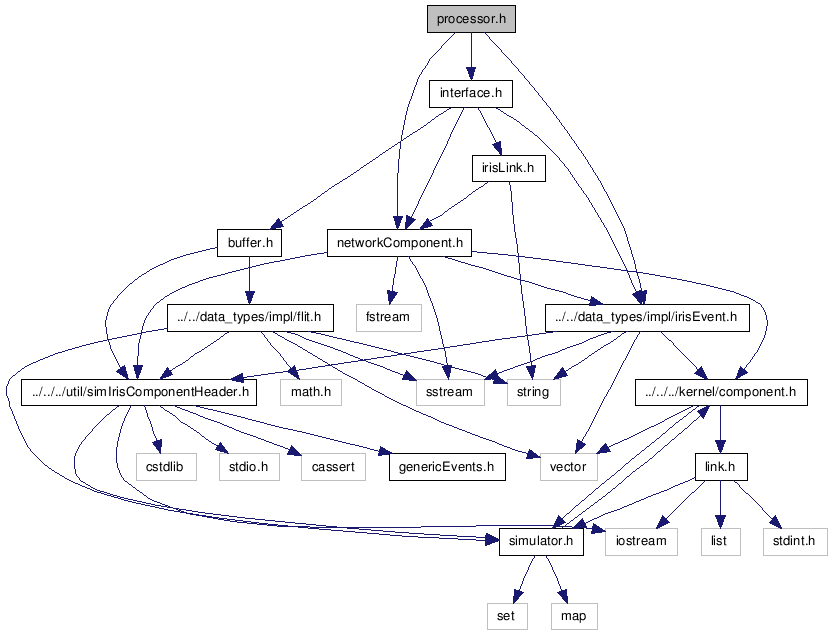 processor.h
interface.h
irisLink.h
buffer.h
networkComponent.h
../../data_types/impl/flit.h
fstream
../../data_types/impl/irisEvent.h
../../../util/simIrisComponentHeader.h
math.h
sstream
string
../../../kernel/component.h
cstdlib
stdio.h
cassert
genericEvents.h
vector
link.h
simulator.h
iostream
list
stdint.h
set
map